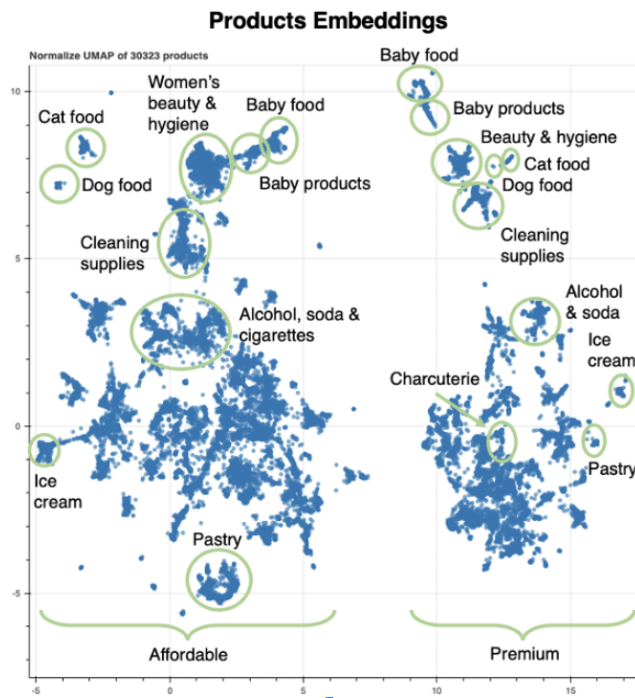 Products Embeddings
Normalize UMAP of 30323 products
Baby food
Women's
beauty &
hygiene
Baby food
Baby products
Cat food
Beauty & hygiene
Cat food
Dog food
Baby products
Dog food
Cleaning
supplies
Cleaning
supplies
Alcohol, soda &
cigarettes
Alcohol
& soda
Ice
cream
Charcuterie
Ice
cream
Pastry
Pastry
Affordable
Premium
10
5
0
-5
-5
0
5
10
15